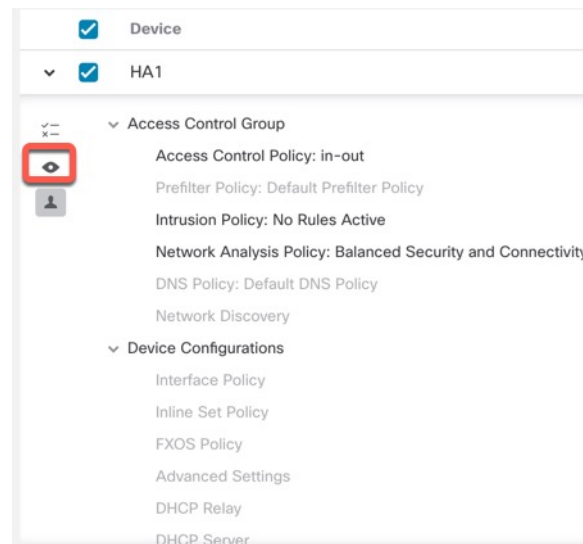 Device
HA1
Access Control Group
Access Control Policy: in-out
Prefilter Policy: Default Prefilter Policy
Intrusion Policy: No Rules Active
Network Analysis Policy: Balanced Security and Connectivity
DNS Policy: Default DNS Policy
Network Discovery
Device Configurations
Interface Policy
Inline Set Policy
FXOS Policy
Advanced Settings
DHCP Relay
DHCP Server